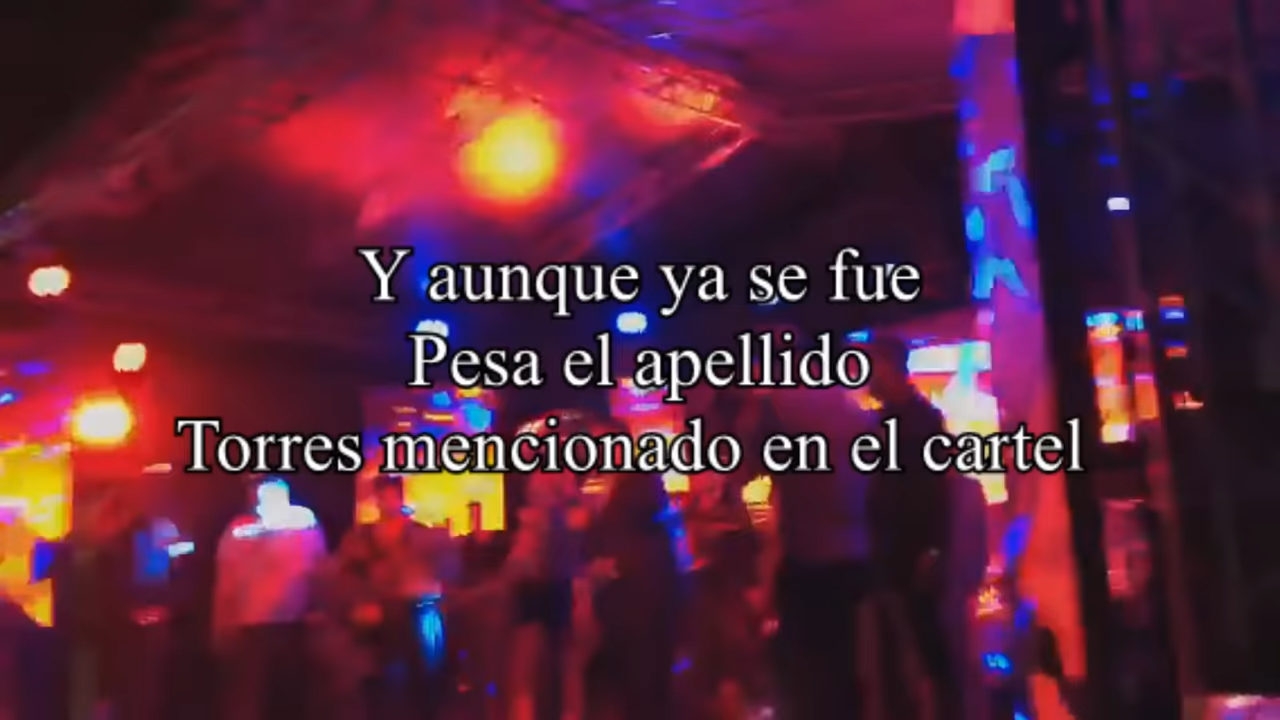 Y aunque ya se fue
Pesa el apellido
Torres mencionado en el cartel